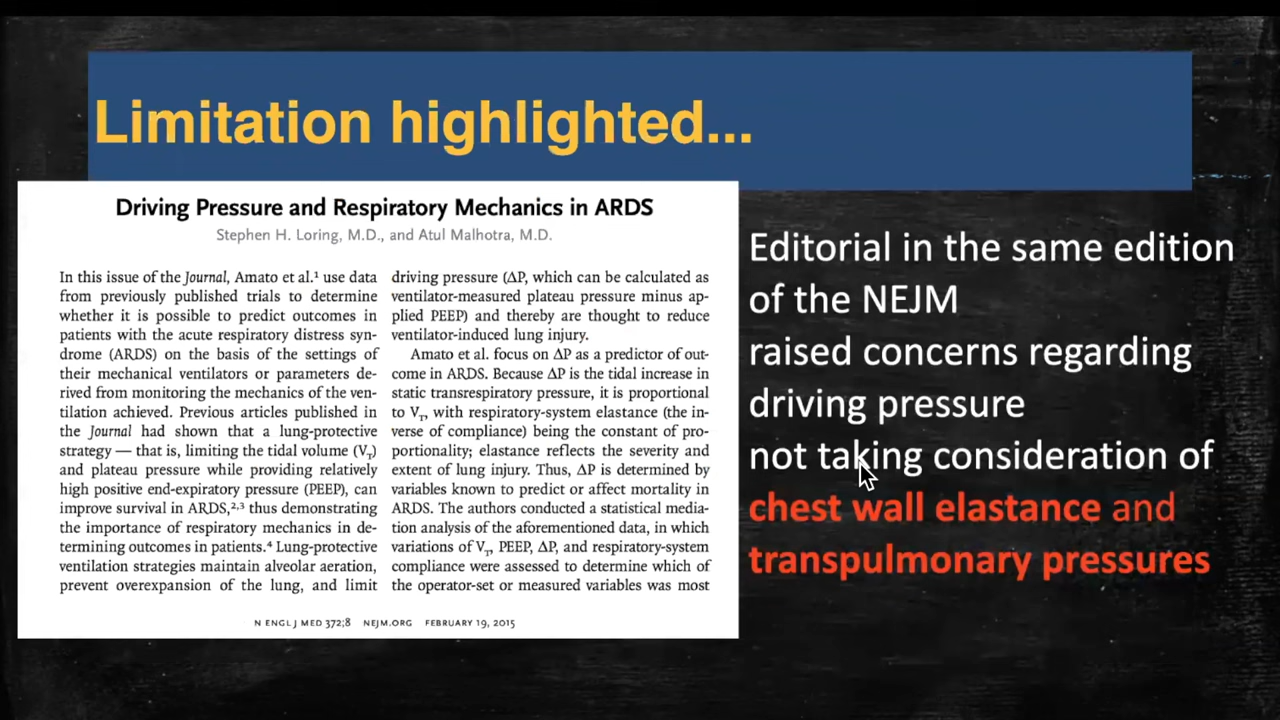 Limitation highlighted...
Driving Pressure and Respiratory Mechanics in ARDS
Stephen H. Loring, M.D., and Atul Malhotra, M.D.
In this issue of the Journal, Amato et al.¹ use data
from previously published trials to determine
whether it is possible to predict outcomes in
patients with the acute respiratory distress syn-
drome (ARDS) on the basis of the settings of
their mechanical ventilators or parameters de-
rived from monitoring the mechanics of the ven-
tilation achieved. Previous articles published in
the Journal had shown that a lung-protective
strategy — that is, limiting the tidal volume (VT)
and plateau pressure while providing relatively
high positive end-expiratory pressure (PEEP), can
improve survival in ARDS,²,³ thus demonstrating
the importance of respiratory mechanics in de-
termining outcomes in patients.⁴ Lung-protective
ventilation strategies maintain alveolar aeration,
prevent overexpansion of the lung, and limit
driving pressure (ΔP, which can be calculated as
ventilator-measured plateau pressure minus ap-
plied PEEP) and thereby are thought to reduce
ventilator-induced lung injury.
Amato et al. focus on ΔP as a predictor of out-
come in ARDS. Because ΔP is the tidal increase in
static transrespiratory pressure, it is proportional
to VT, with respiratory-system elastance (the in-
verse of compliance) being the constant of pro-
portionality; elastance reflects the severity and
extent of lung injury. Thus, ΔP is determined by
variables known to predict or affect mortality in
ARDS. The authors conducted a statistical media-
tion analysis of the aforementioned data, in which
variations of VT, PEEP, ΔP, and respiratory-system
compliance were assessed to determine which of
the operator-set or measured variables was most
N ENGL J MED 372;8 NEJM.ORG FEBRUARY 19, 2015
Editorial in the same edition
of the NEJM
raised concerns regarding
driving pressure
not taking consideration of
chest wall elastance and
transpulmonary pressures